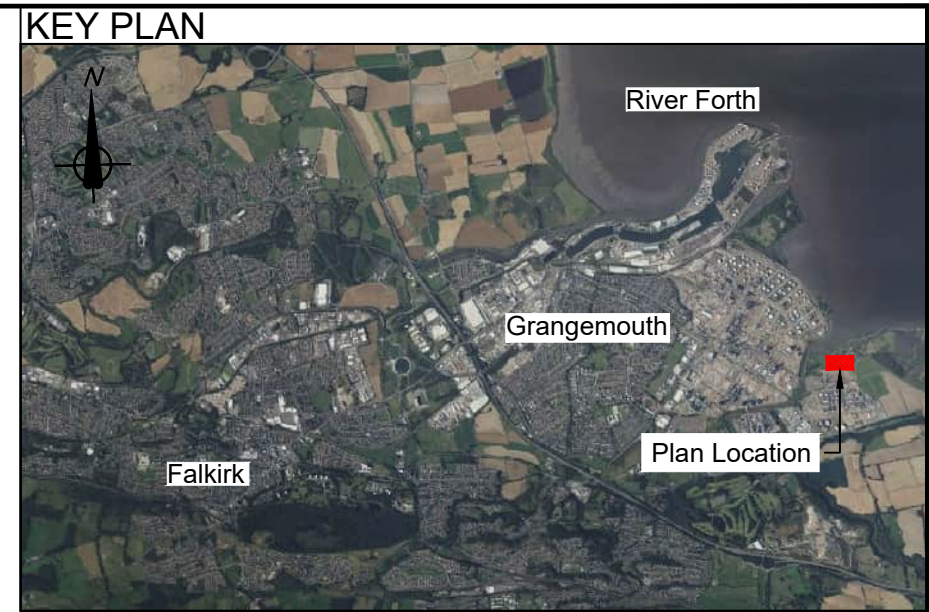 KEY PLAN
N
River Forth
Grangemouth
Plan Location
Falkirk